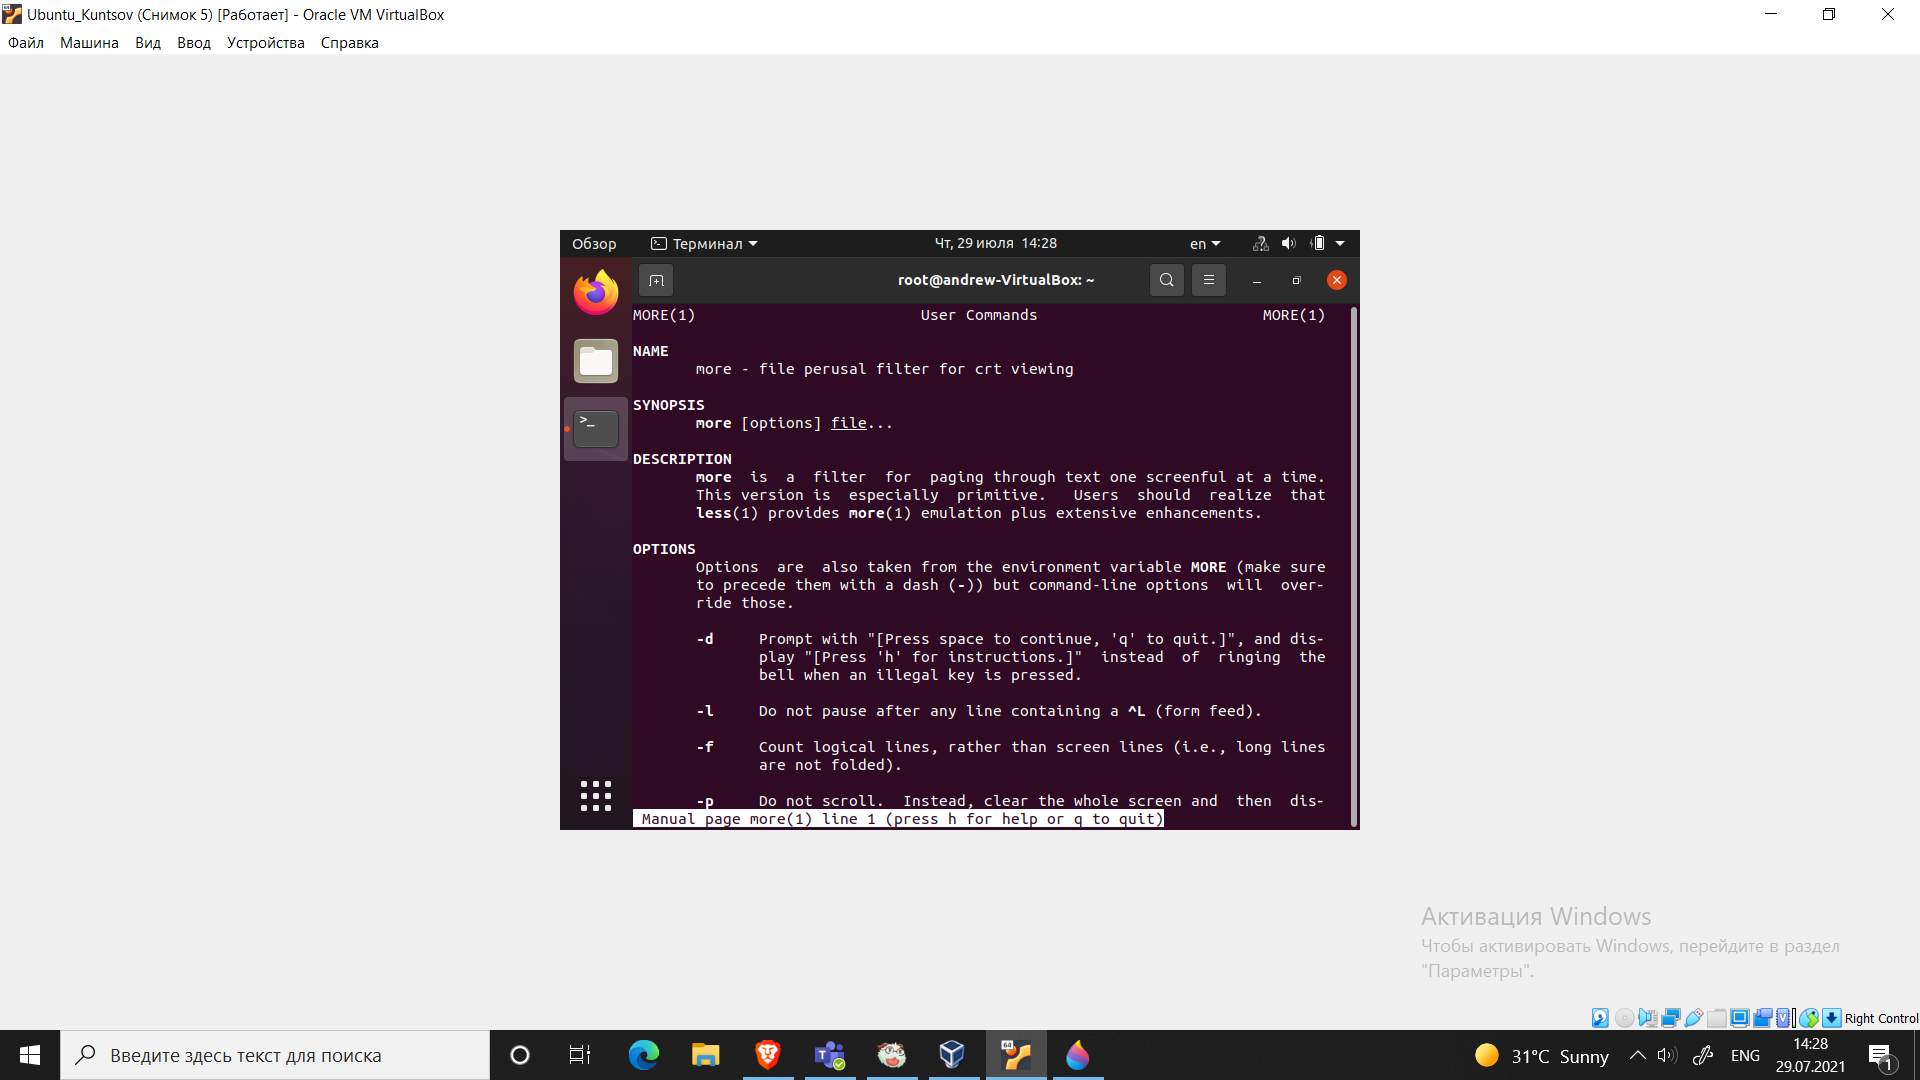 Ubuntu_Kuntsov (Снимок 5) [Работает] - Oracle VM VirtualBox
Файл Машина Вид Ввод Устройства Справка
Обзор Терминал Чт, 29 июля 14:28 en
root@andrew-VirtualBox: ~
MORE(1) User Commands MORE(1)
NAME
more - file perusal filter for crt viewing
SYNOPSIS
more [options] file...
DESCRIPTION
more is a filter for paging through text one screenful at a time.
This version is especially primitive. Users should realize that
less(1) provides more(1) emulation plus extensive enhancements.
OPTIONS
Options are also taken from the environment variable MORE (make sure
to precede them with a dash (-)) but command-line options will over-
ride those.
-d Prompt with "[Press space to continue, 'q' to quit.]", and dis-
play "[Press 'h' for instructions.]" instead of ringing the
bell when an illegal key is pressed.
-l Do not pause after any line containing a ^L (form feed).
-f Count logical lines, rather than screen lines (i.e., long lines
are not folded).
-p Do not scroll. Instead, clear the whole screen and then dis-
Manual page more(1) line 1 (press h for help or q to quit)
Активация Windows
Чтобы активировать Windows, перейдите в раздел
"Параметры".
Right Control
Введите здесь текст для поиска
31°C Sunny
ENG
14:28
29.07.2021
1